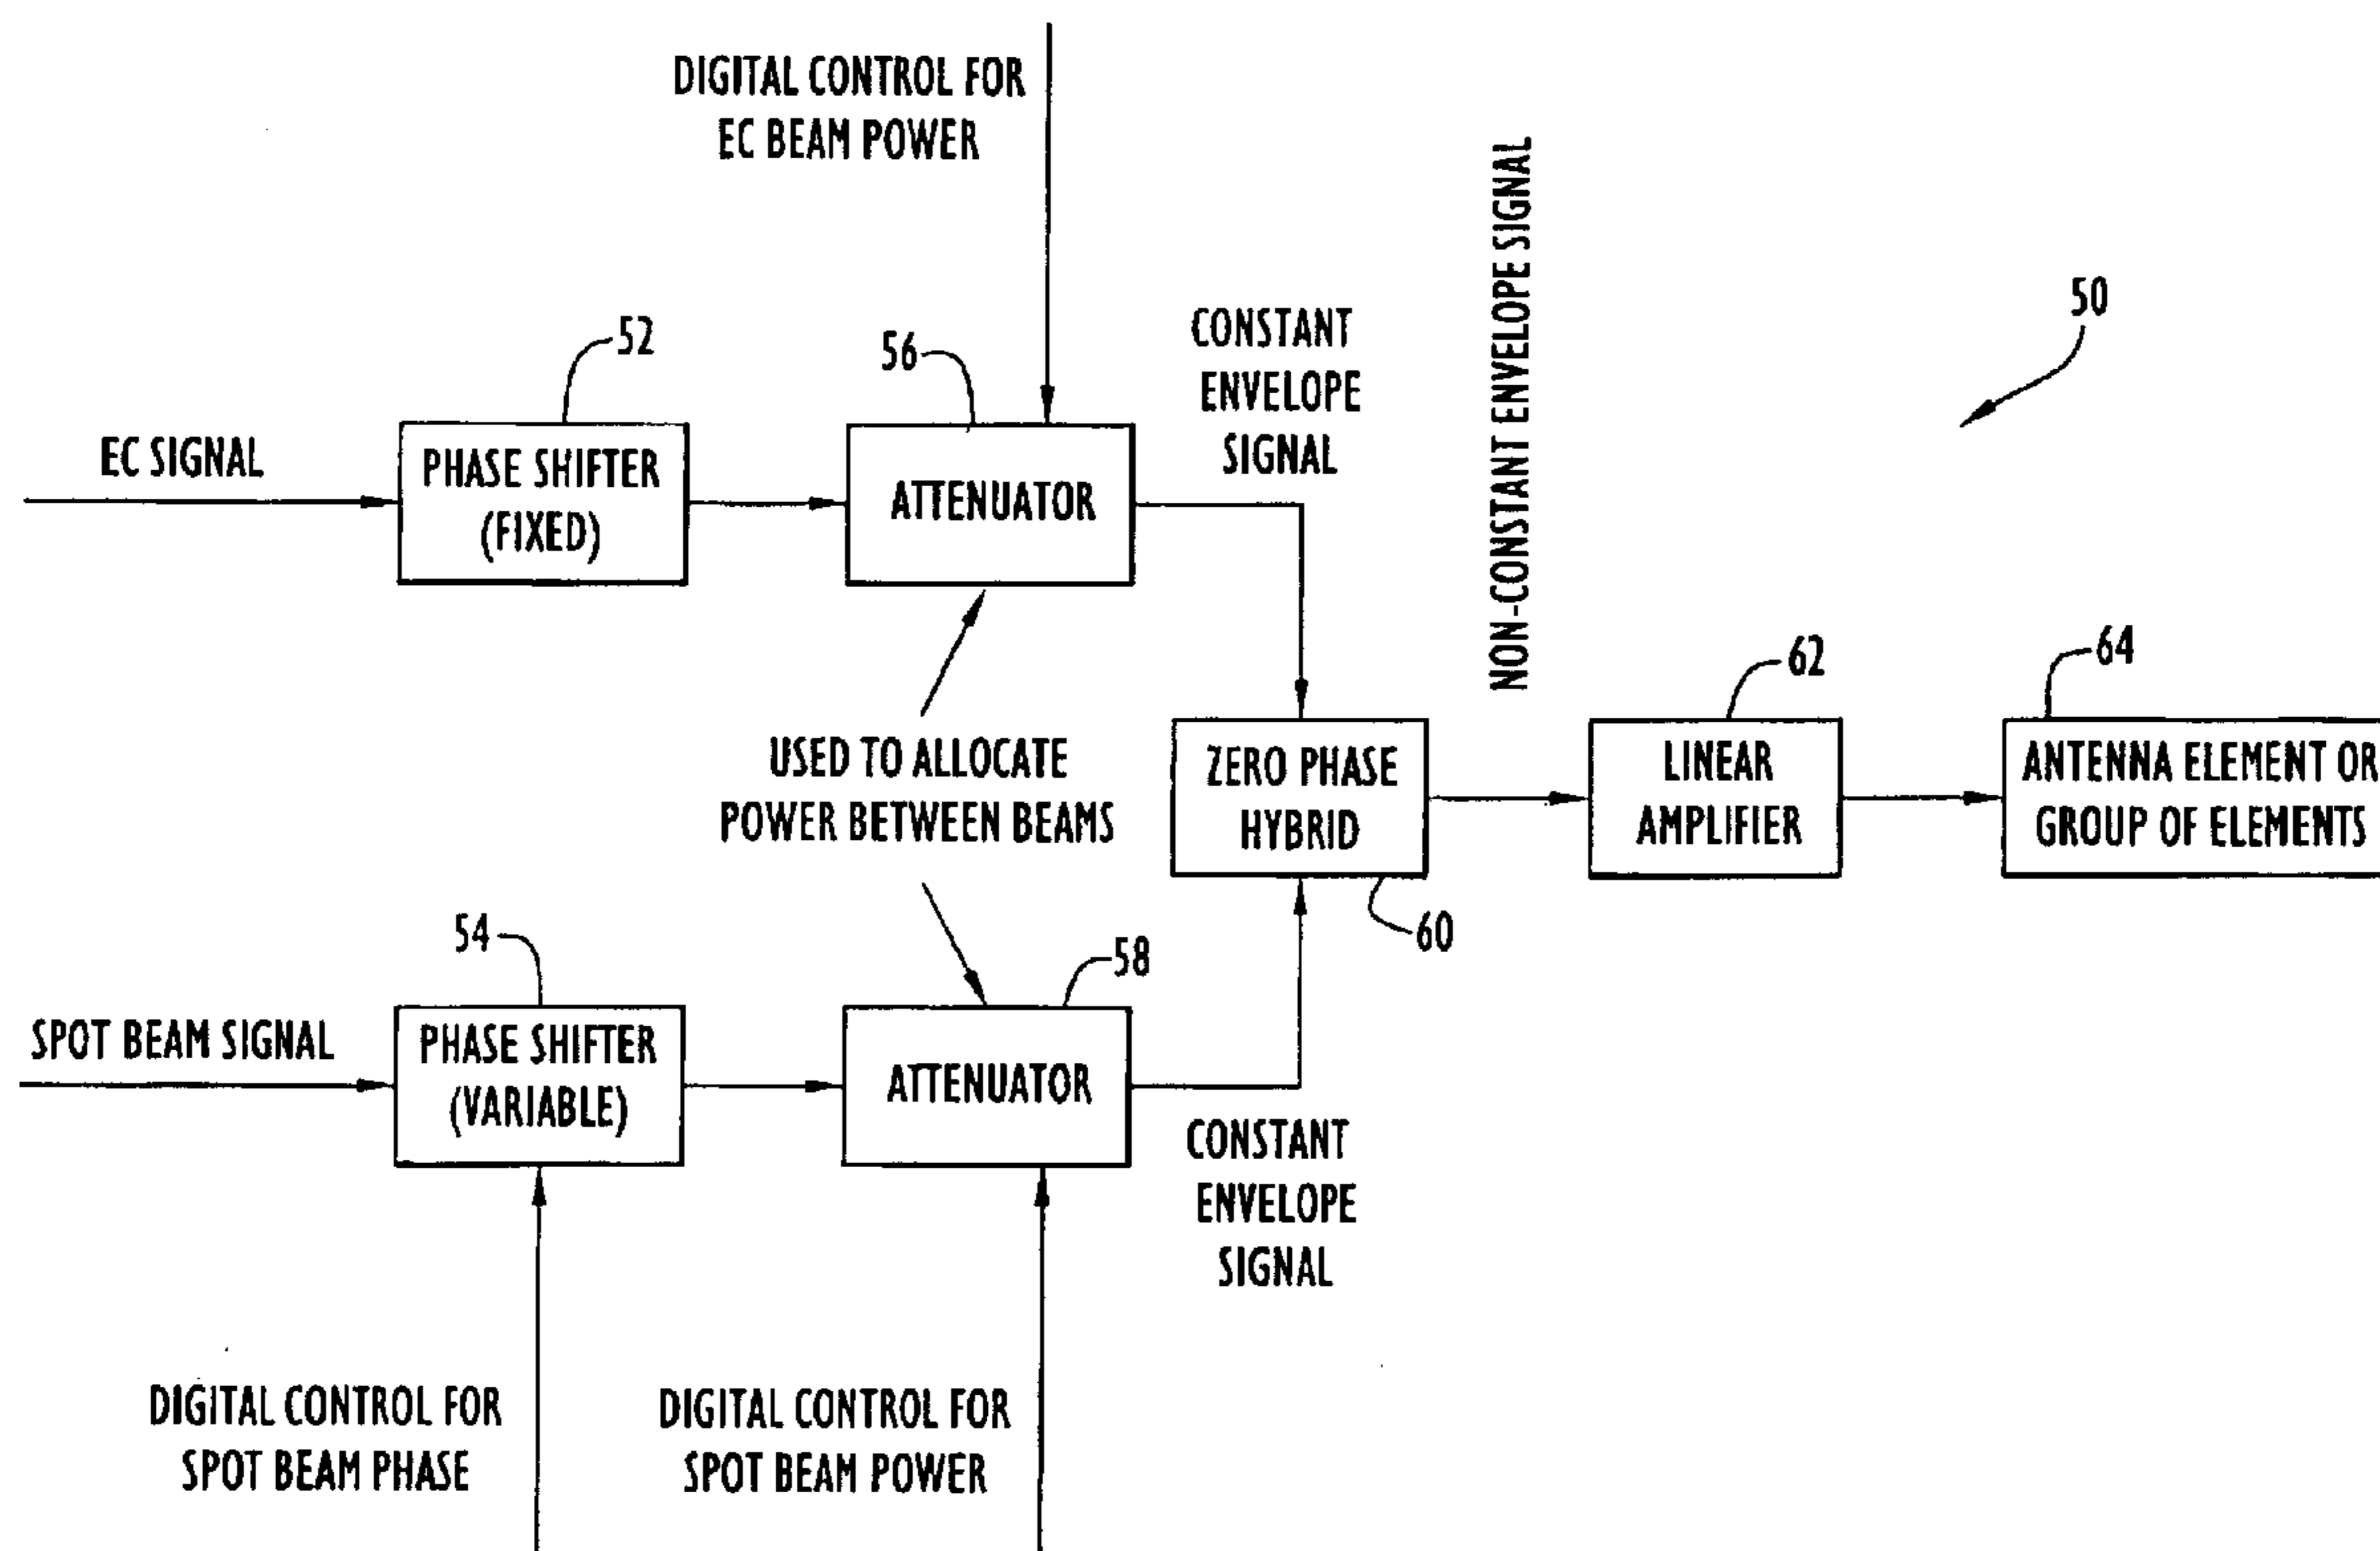 DIGITAL CONTROL FOR
EC BEAM POWER
NON-CONSTANT ENVELOPE SIGNAL
50
52
56
CONSTANT
ENVELOPE
SIGNAL
EC SIGNAL
PHASE SHIFTER
(FIXED)
ATTENUATOR
62
64
USED TO ALLOCATE
POWER BETWEEN BEAMS
ZERO PHASE
HYBRID
LINEAR
AMPLIFIER
ANTENNA ELEMENT OR
GROUP OF ELEMENTS
60
54
58
SPOT BEAM SIGNAL
PHASE SHIFTER
(VARIABLE)
ATTENUATOR
CONSTANT
ENVELOPE
SIGNAL
DIGITAL CONTROL FOR
SPOT BEAM PHASE
DIGITAL CONTROL FOR
SPOT BEAM POWER